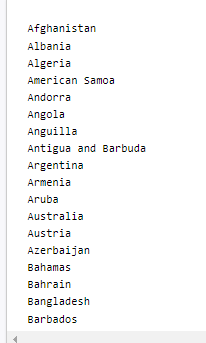 Afghanistan
Albania
Algeria
American Samoa
Andorra
Angola
Anguilla
Antigua and Barbuda
Argentina
Armenia
Aruba
Australia
Austria
Azerbaijan
Bahamas
Bahrain
Bangladesh
Barbados